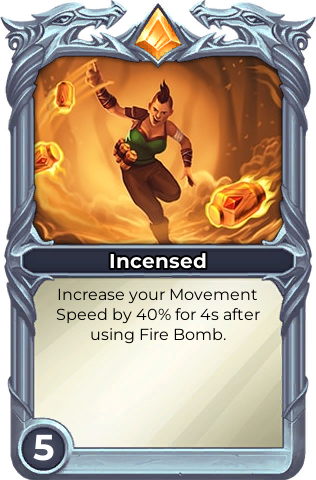 Incensed
Increase your Movement
Speed by 40% for 4s after
using Fire Bomb.
5